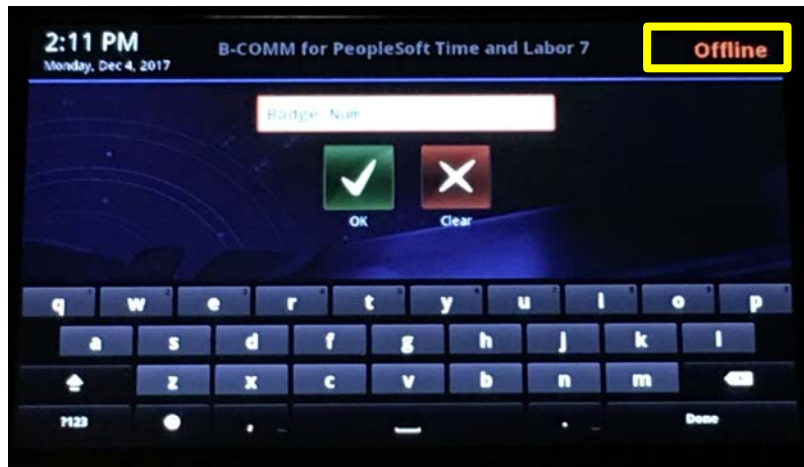 2:11 PM
Monday, Dec 4, 2017
B-COMM for PeopleSoft Time and Labor 7
Offline
Badge Num
OK
Clear
q w e r t y u i o p
a s d f g h j k l
z x c v b n m
?123 , . Done